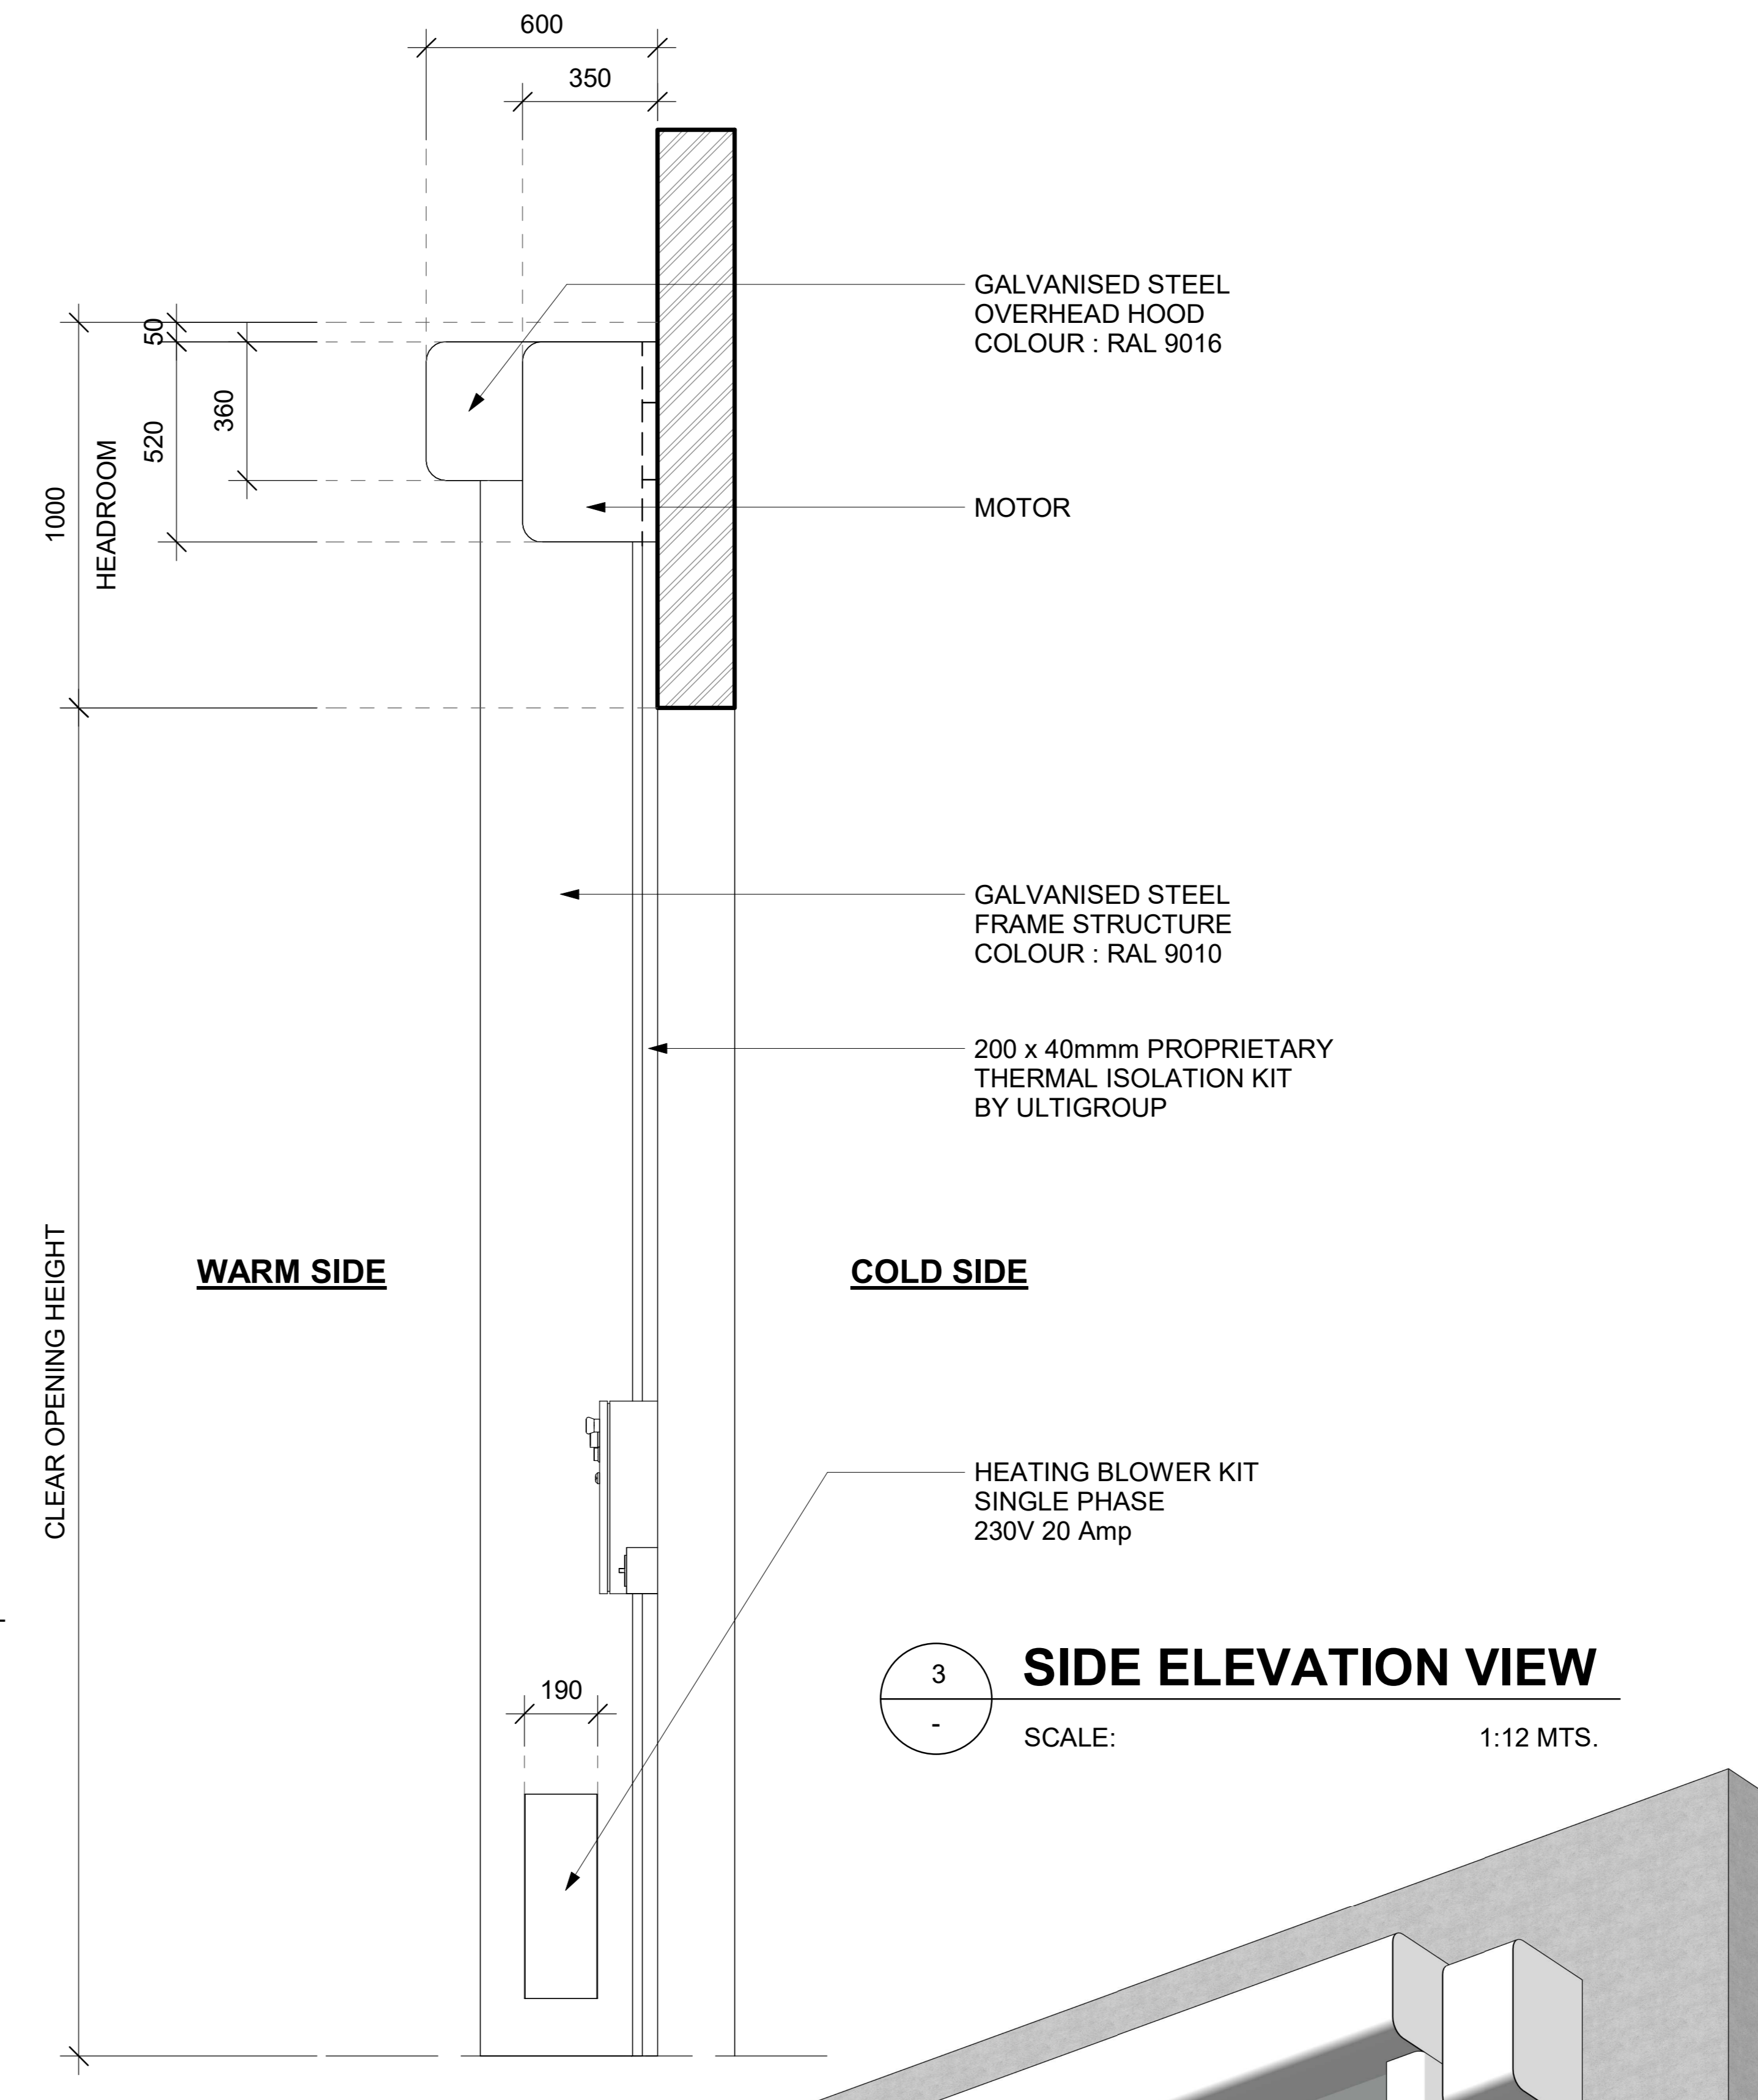 600
350
GALVANISED STEEL
OVERHEAD HOOD
COLOUR : RAL 9016
50
360
520
HEADROOM
1000
MOTOR
GALVANISED STEEL
FRAME STRUCTURE
COLOUR : RAL 9010
200 x 40mmm PROPRIETARY
THERMAL ISOLATION KIT
BY ULTIGROUP
CLEAR OPENING HEIGHT
WARM SIDE
COLD SIDE
HEATING BLOWER KIT
SINGLE PHASE
230V 20 Amp
190
3
-
SIDE ELEVATION VIEW
SCALE: 1:12 MTS.